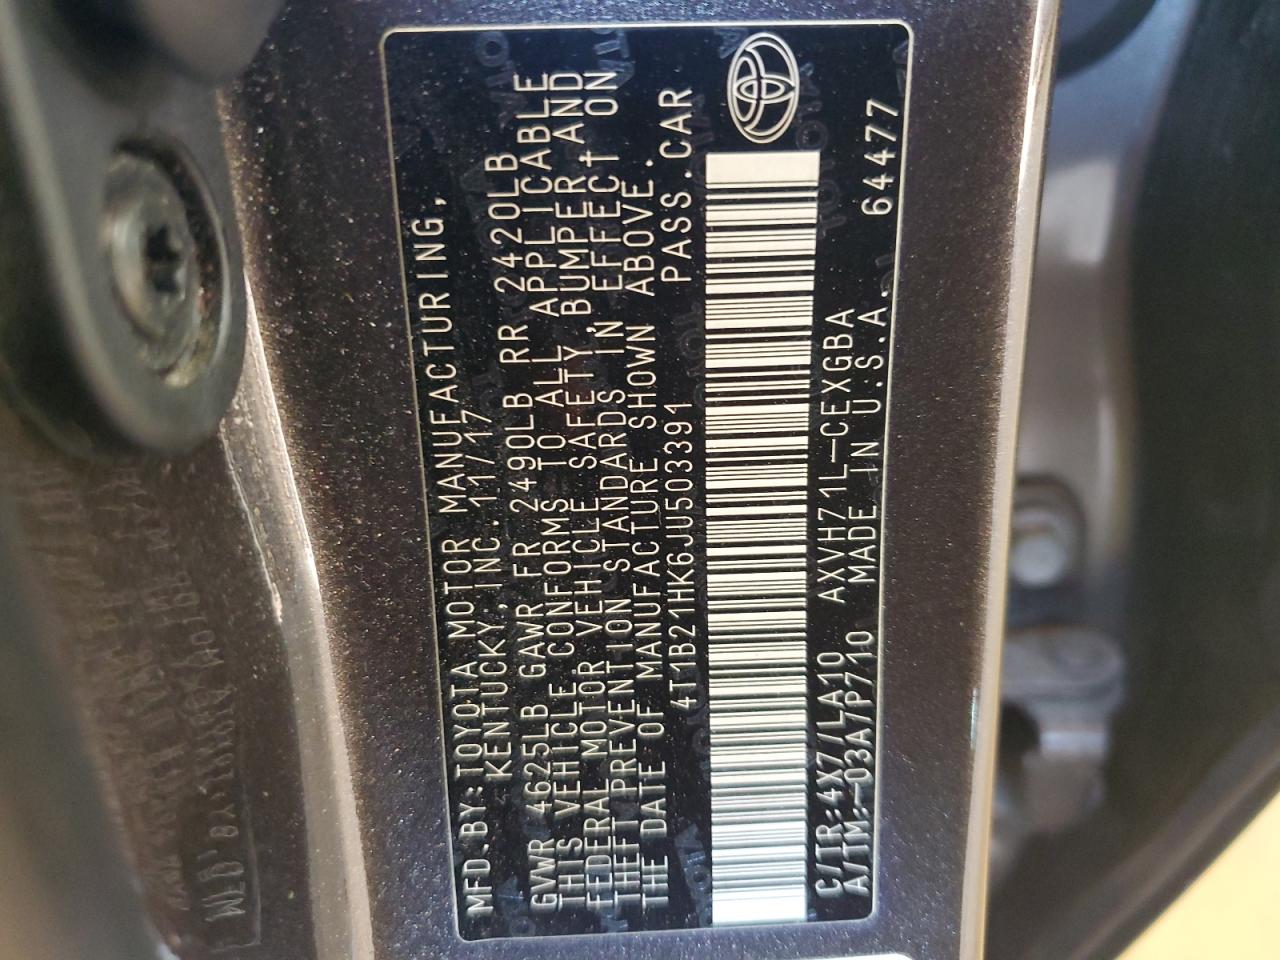 MFD.BY:TOYOTA MOTOR MANUFACTURING,
KENTUCKY, INC. 11/17
GVWR 4625LB GAWR FR 2490LB RR 2420LB
THIS VEHICLE CONFORMS TO ALL APPLICABLE
FEDERAL MOTOR VEHICLE SAFETY, BUMPER, AND
THEFT PREVENTION STANDARDS IN EFFECT ON
THE DATE OF MANUFACTURE SHOWN ABOVE.
4T1B21HK6JU503391 PASS.CAR
C/TR:4X7/LA10 AXVH71L-CEXGBA 64477
A/TM:-03A/P710 MADE IN U.S.A.